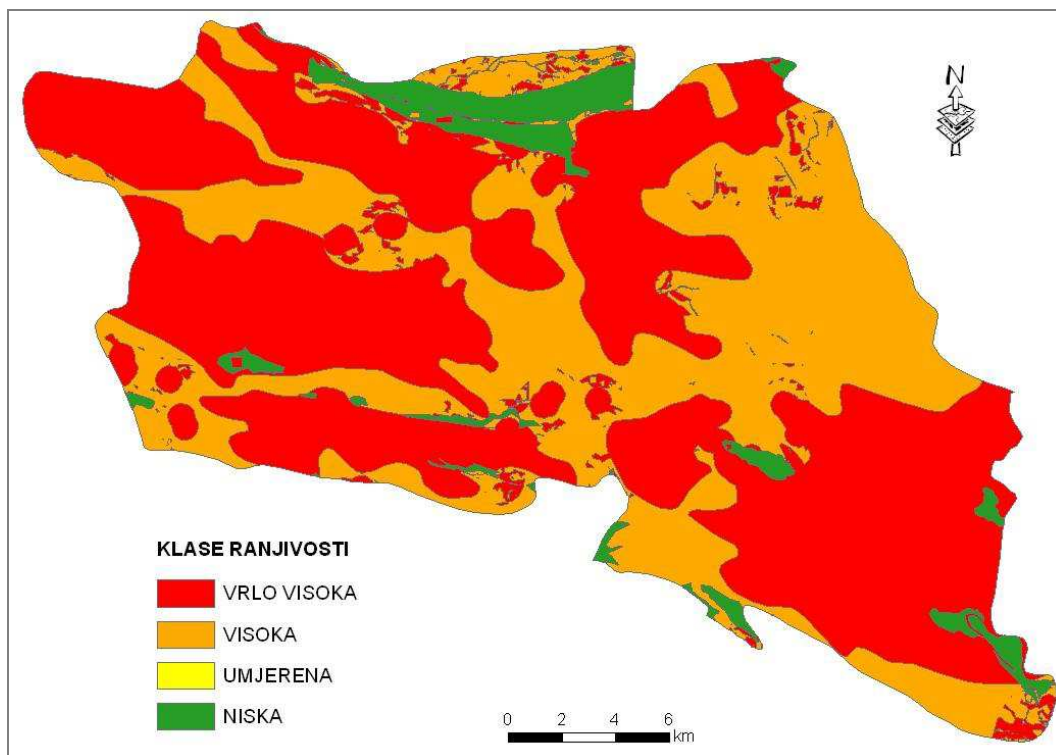 N
KLASE RANJIVOSTI
VRLO VISOKA
VISOKA
UMJERENA
NISKA
0 2 4 6
km